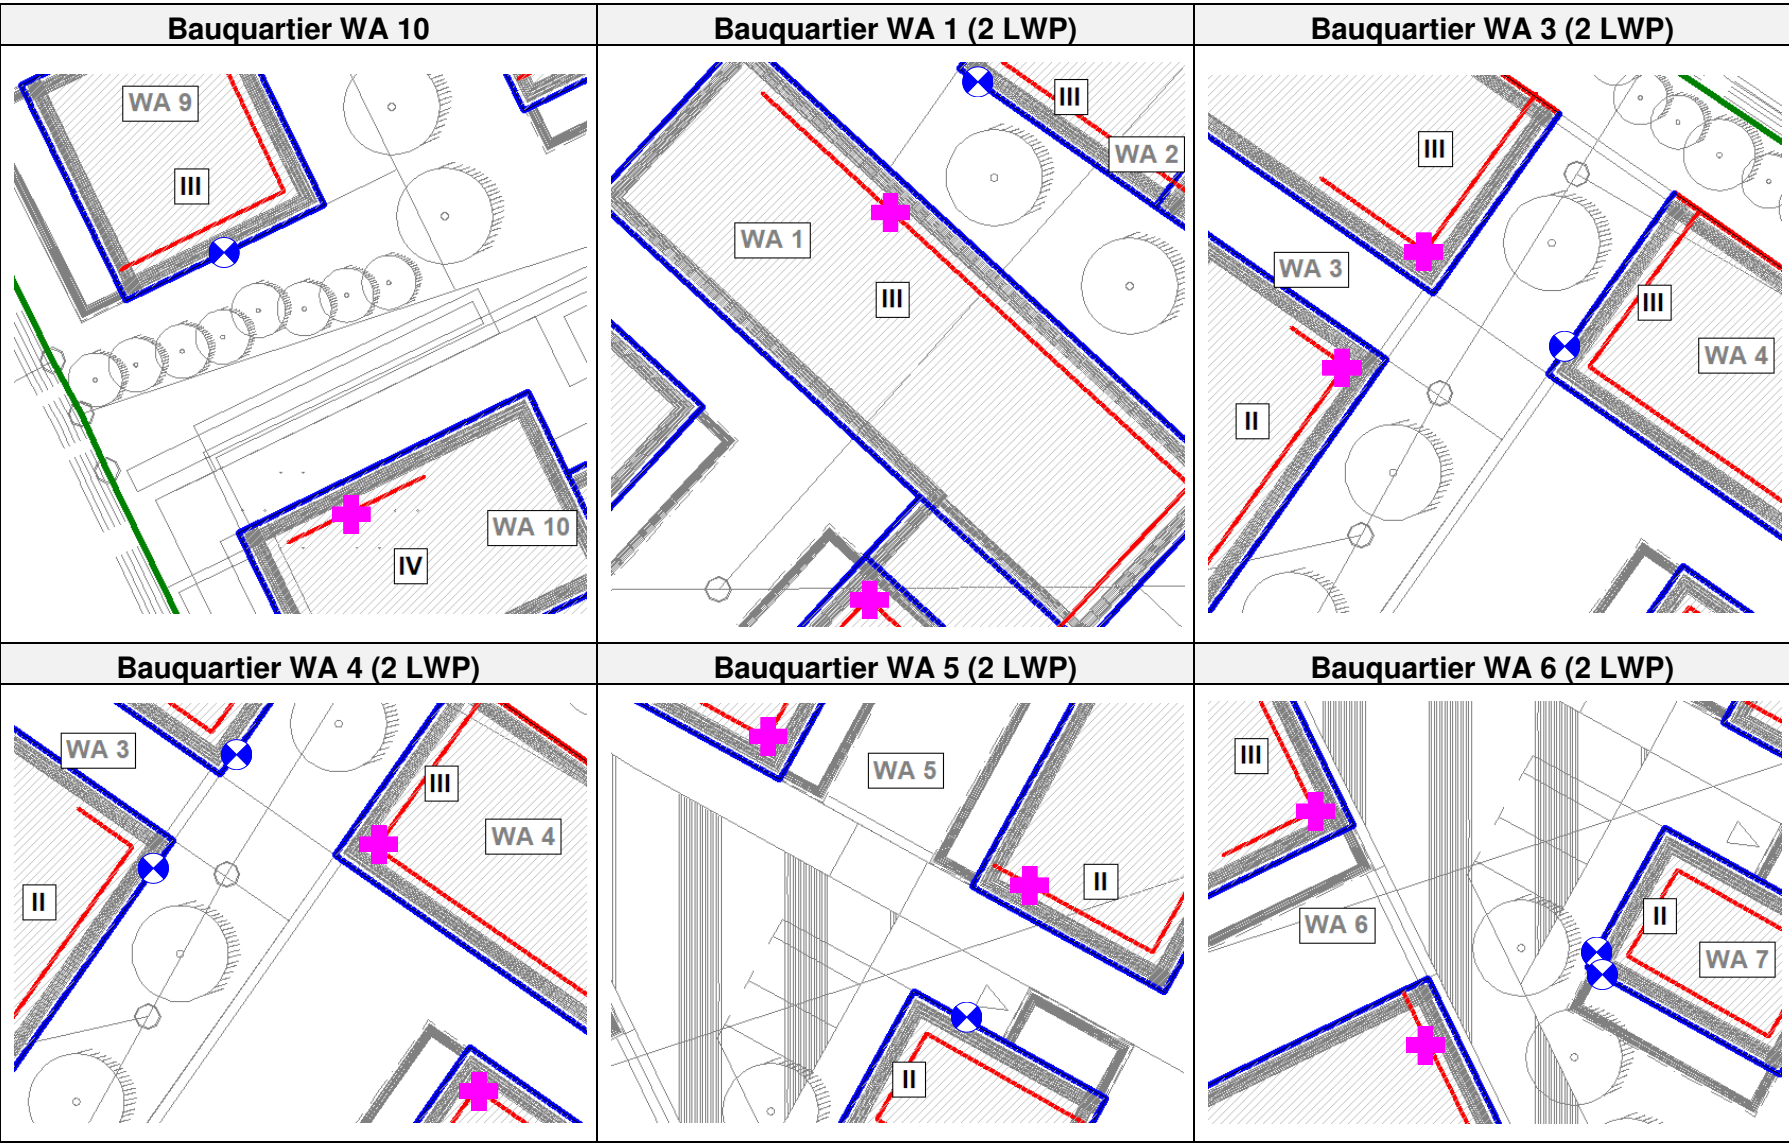 Bauquartier WA 10
Bauquartier WA 1 (2 LWP)
Bauquartier WA 3 (2 LWP)
WA 9
III
WA 10
IV
III
WA 2
WA 1
III
III
WA 3
III
WA 4
II
Bauquartier WA 4 (2 LWP)
Bauquartier WA 5 (2 LWP)
Bauquartier WA 6 (2 LWP)
WA 3
III
WA 4
II
WA 5
II
II
III
II
WA 6
WA 7